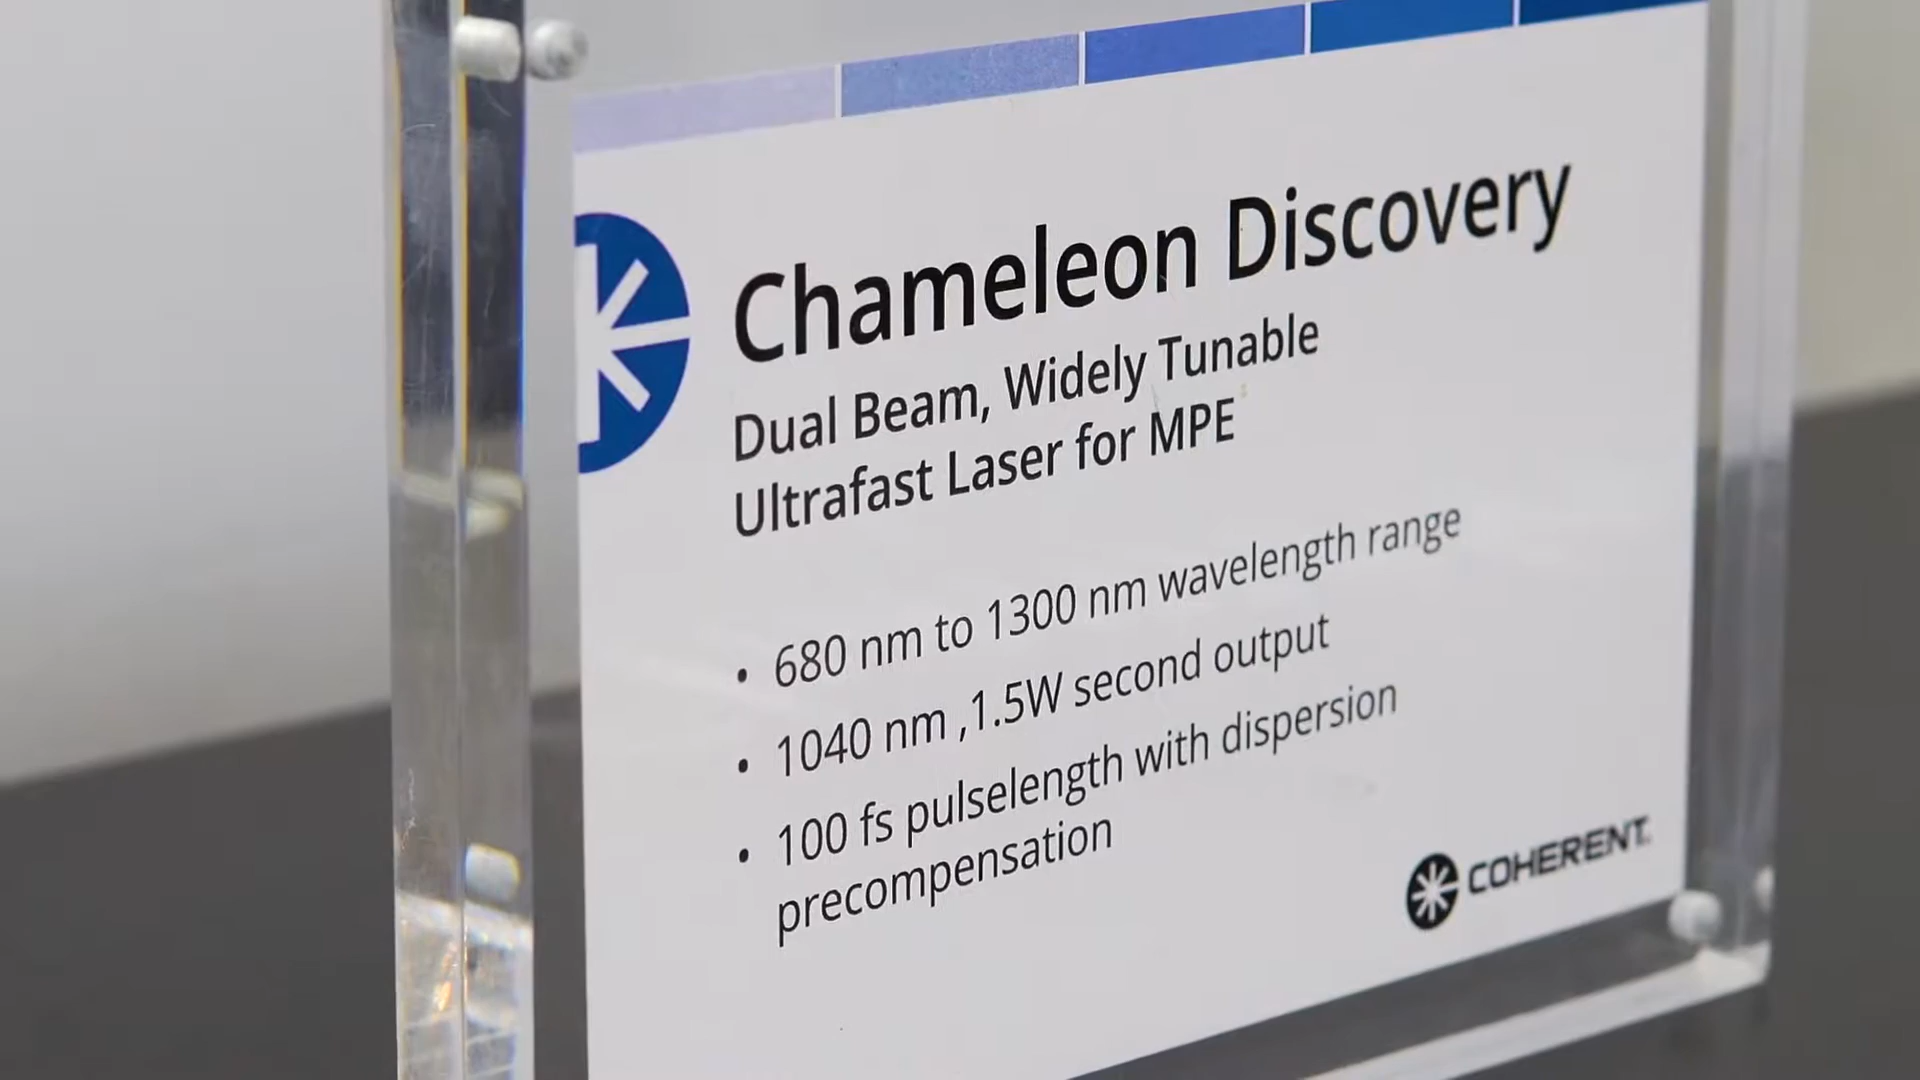 Chameleon Discovery
Dual Beam, Widely Tunable
Ultrafast Laser for MPE
• 680 nm to 1300 nm wavelength range
• 1040 nm ,1.5W second output
• 100 fs pulselength with dispersion
precompensation
COHERENT.